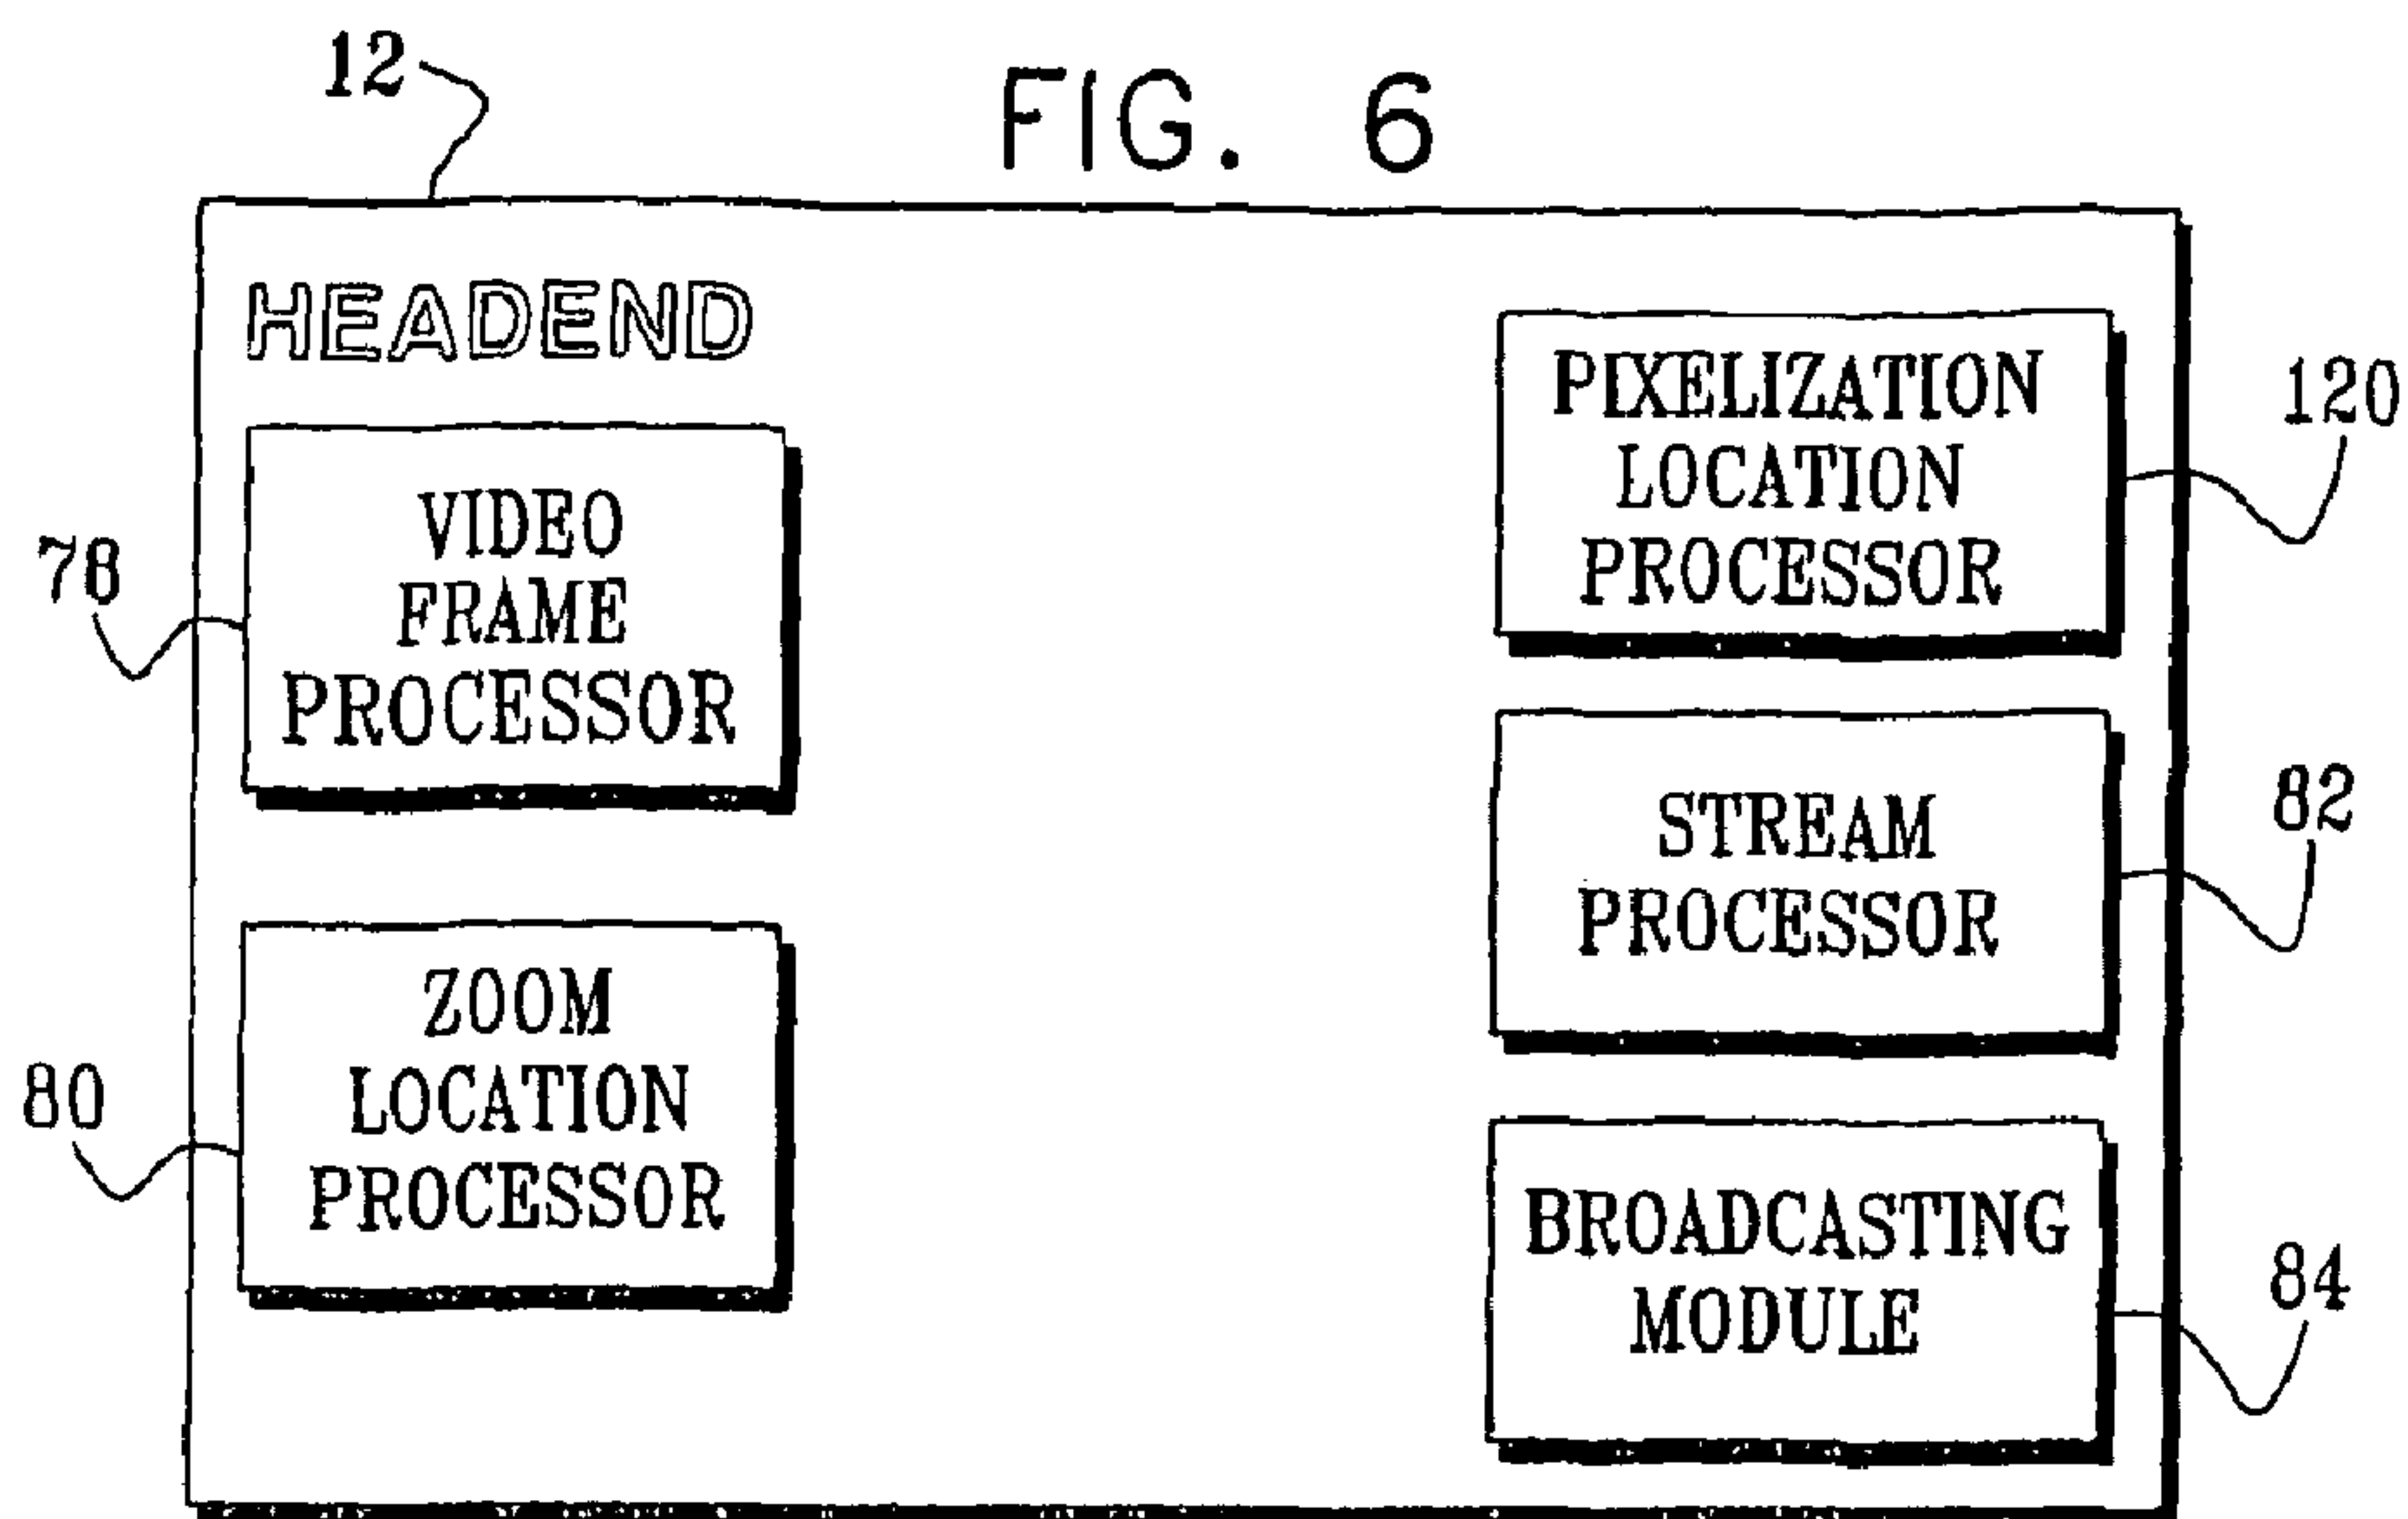 12
FIG. 6
HEADEND
PIXELIZATION
LOCATION
PROCESSOR
120
VIDEO
FRAME
PROCESSOR
78
STREAM
PROCESSOR
82
ZOOM
LOCATION
PROCESSOR
80
BROADCASTING
MODULE
84